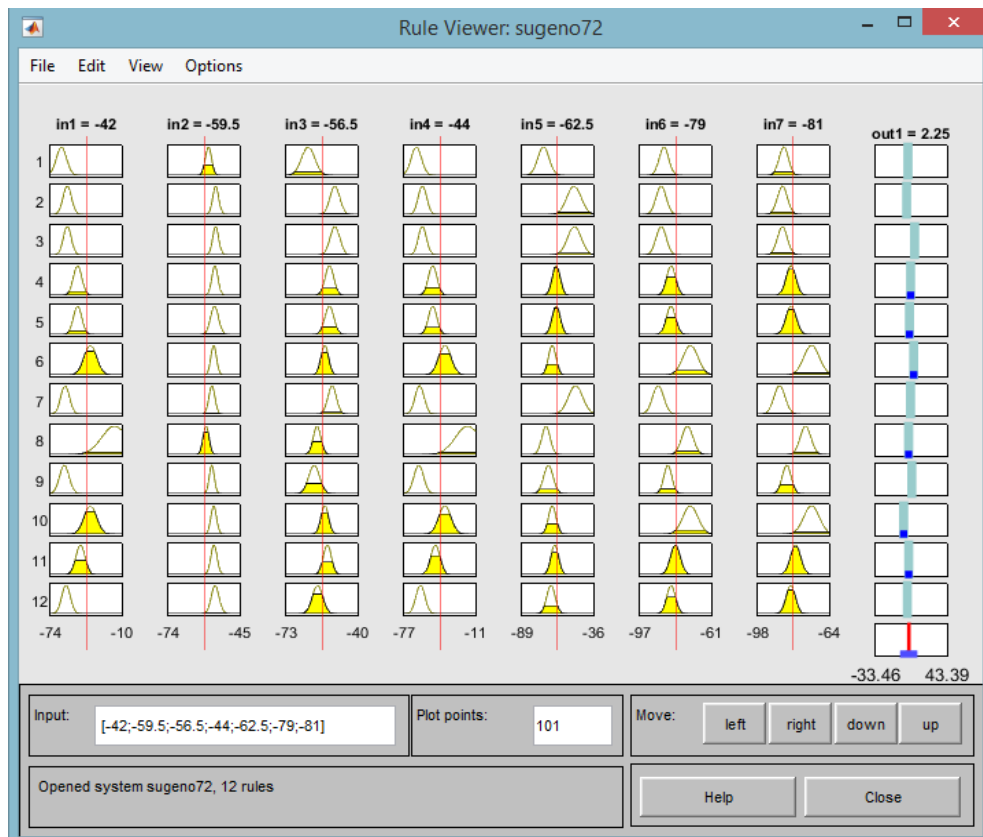 Rule Viewer: sugeno72
File Edit View Options
in1 = -42 in2 = -59.5 in3 = -56.5 in4 = -44 in5 = -62.5 in6 = -79 in7 = -81 out1 = 2.25
1
2
3
4
5
6
7
8
9
10
11
12
-74 -10 -74 -45 -73 -40 -77 -11 -89 -36 -97 -61 -98 -64
-33.46 43.39
Input: [-42;-59.5;-56.5;-44;-62.5;-79;-81] Plot points: 101 Move: left right down up
Opened system sugeno72, 12 rules
Help Close